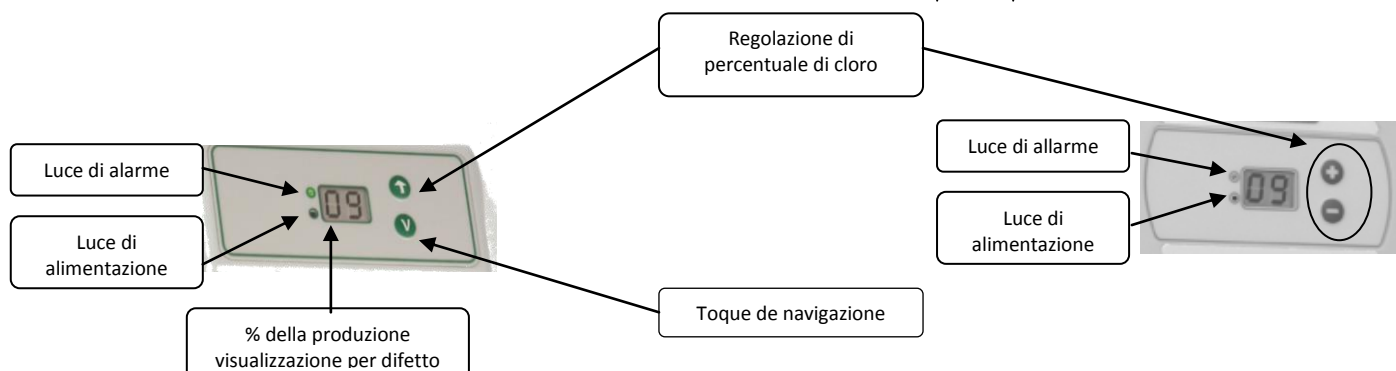 Regolazione di
percentuale di cloro
Luce di alarme
Luce di
alimentazione
09
V
% della produzione
visualizzazione per difetto
Toque de navigazione
Luce di allarme
Luce di
alimentazione
09
+
-